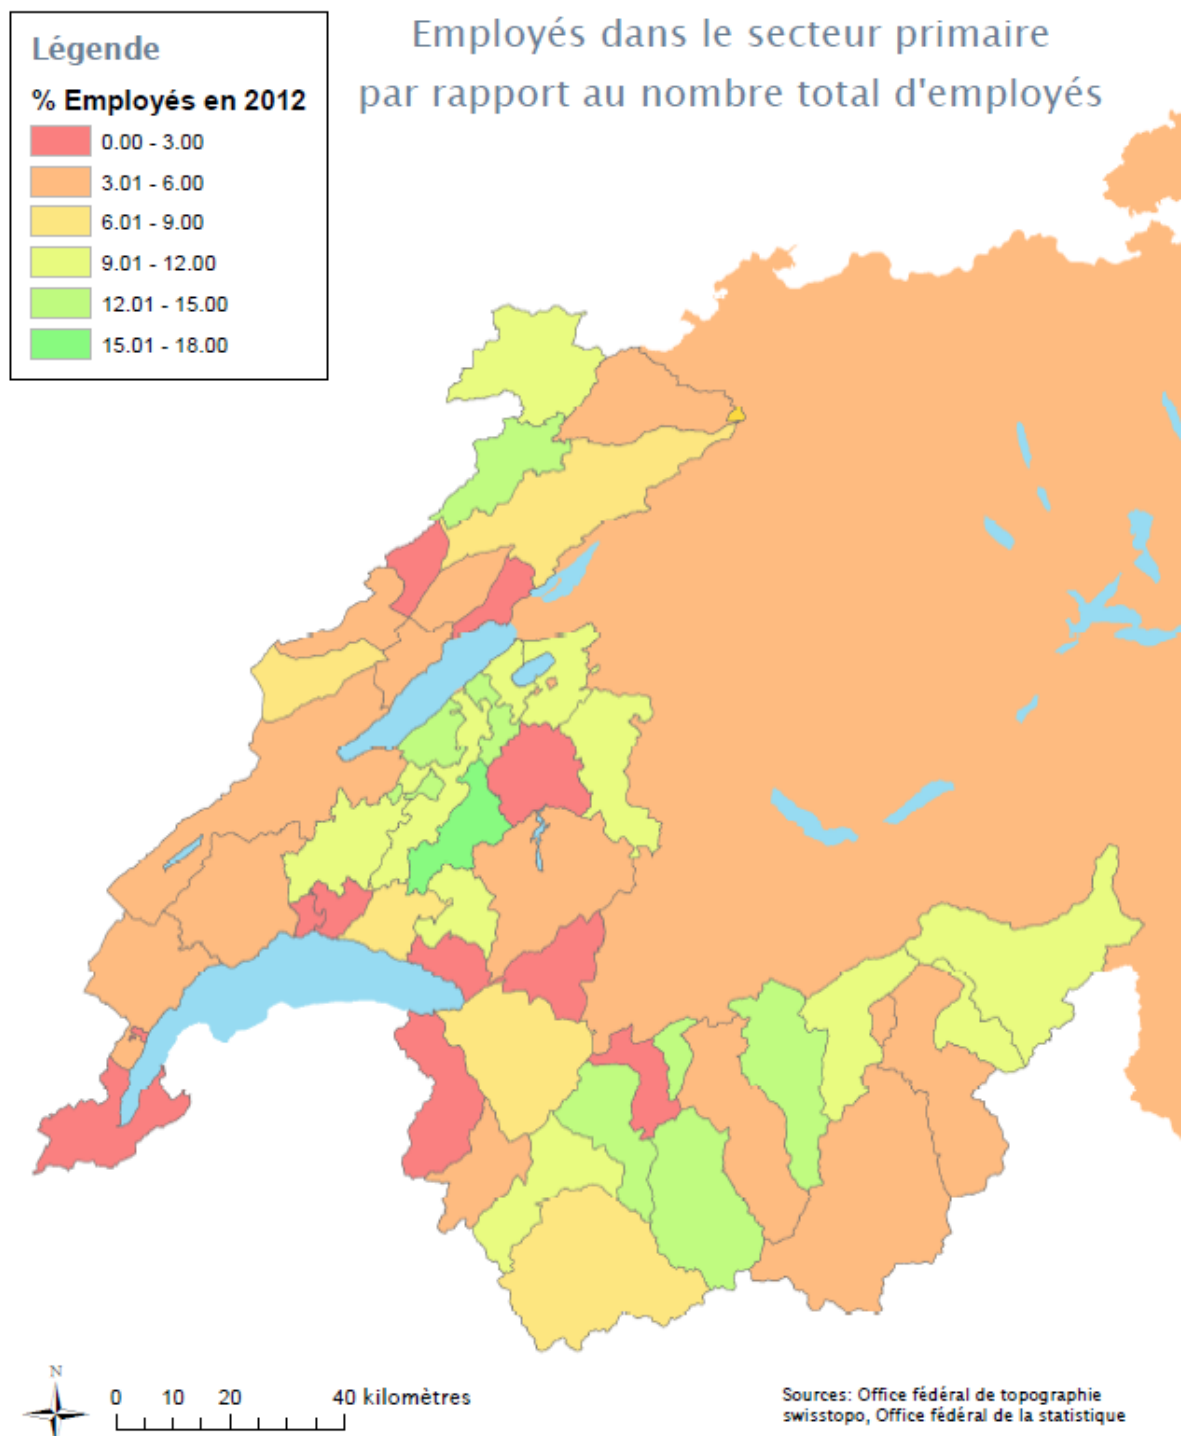 Employés dans le secteur primaire
par rapport au nombre total d'employés
Légende
% Employés en 2012
0.00 - 3.00
3.01 - 6.00
6.01 - 9.00
9.01 - 12.00
12.01 - 15.00
15.01 - 18.00
N
0 10 20 40 kilomètres
Sources: Office fédéral de topographie
swisstopo, Office fédéral de la statistique